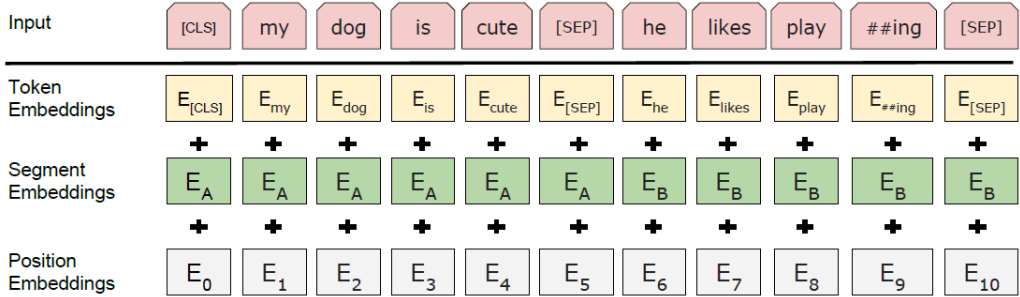 Input [CLS] my dog is cute [SEP] he likes play ##ing [SEP]
Token Embeddings E[CLS] Emy Edog Eis Ecute E[SEP] Ehe Elikes Eplay E##ing E[SEP]
+ + + + + + + + + + +
Segment Embeddings EA EA EA EA EA EA EB EB EB EB EB
+ + + + + + + + + + +
Position Embeddings E0 E1 E2 E3 E4 E5 E6 E7 E8 E9 E10